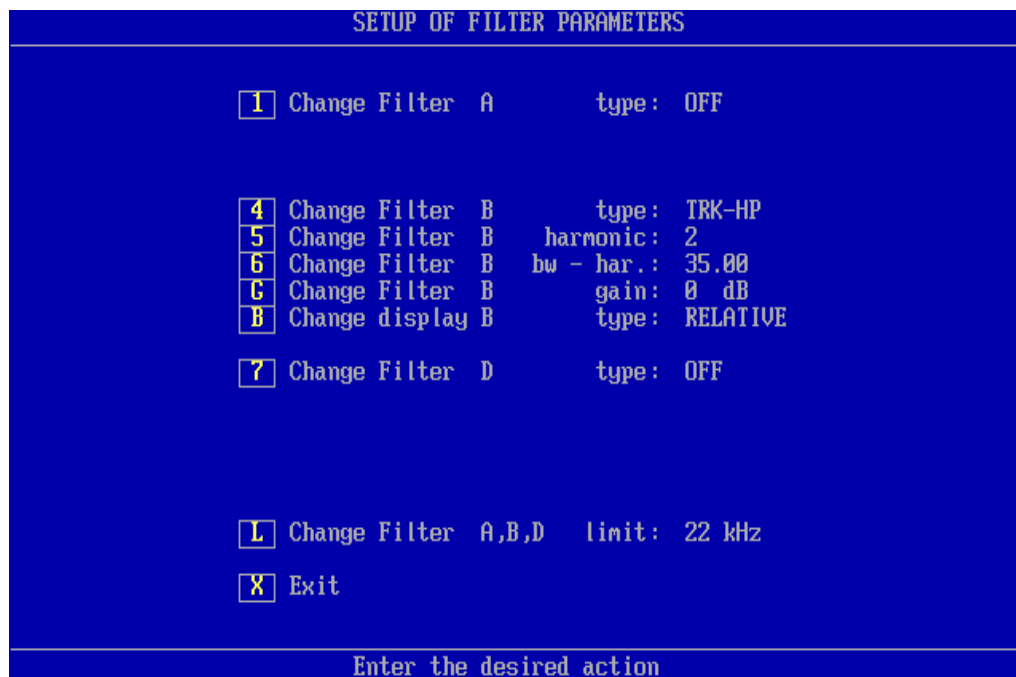 SETUP OF FILTER PARAMETERS
1 Change Filter A type: OFF
4 Change Filter B type: TRK-HP
5 Change Filter B harmonic: 2
6 Change Filter B bw - har.: 35.00
G Change Filter B gain: 0 dB
B Change display B type: RELATIVE
7 Change Filter D type: OFF
L Change Filter A,B,D limit: 22 kHz
X Exit
Enter the desired action